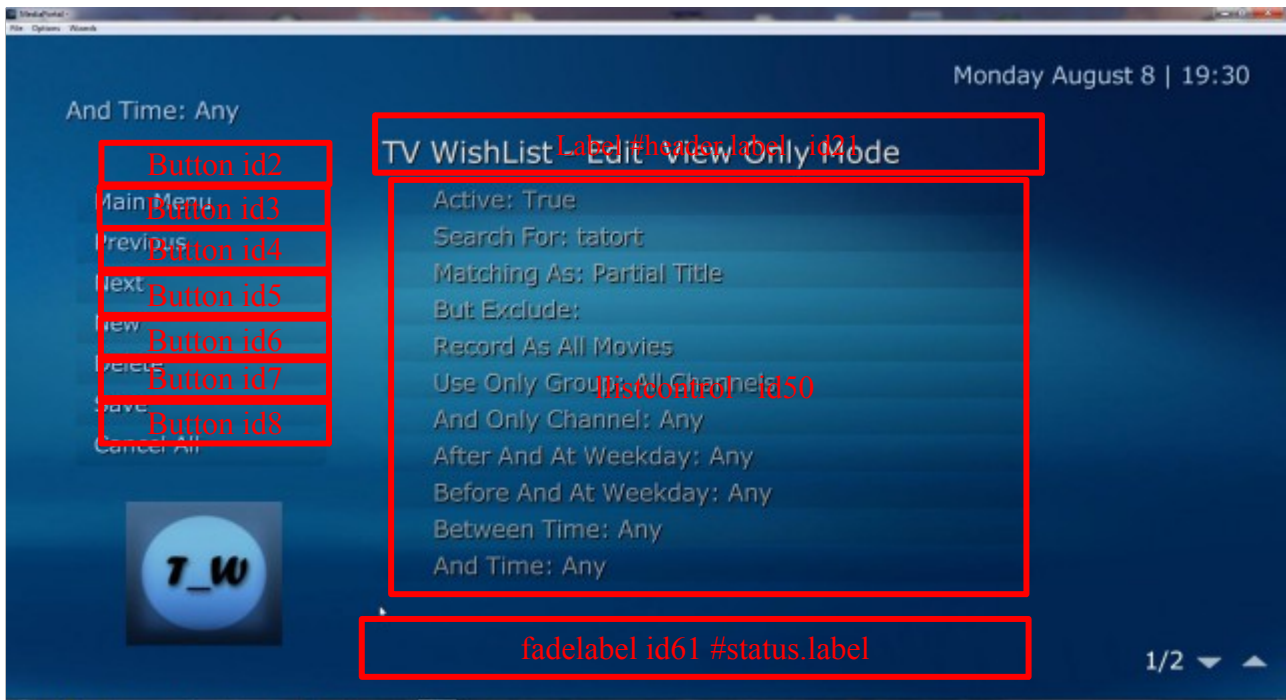 MediaPortal -
File Options Wizards
Monday August 8 | 19:30
And Time: Any
Label #header.label id21
TV WishList - Edit View Only Mode
Button id2
Main Menu
Button id3
Previous
Button id4
Next
Button id5
New
Button id6
Delete
Button id7
Save
Button id8
Cancel All
Active: True
Search For: tatort
Matching As: Partial Title
But Exclude:
Record As All Movies
Use Only Group: All Channels
listcontrol id50
And Only Channel: Any
After And At Weekday: Any
Before And At Weekday: Any
Between Time: Any
And Time: Any
T_W
fadelabel id61 #status.label
1/2